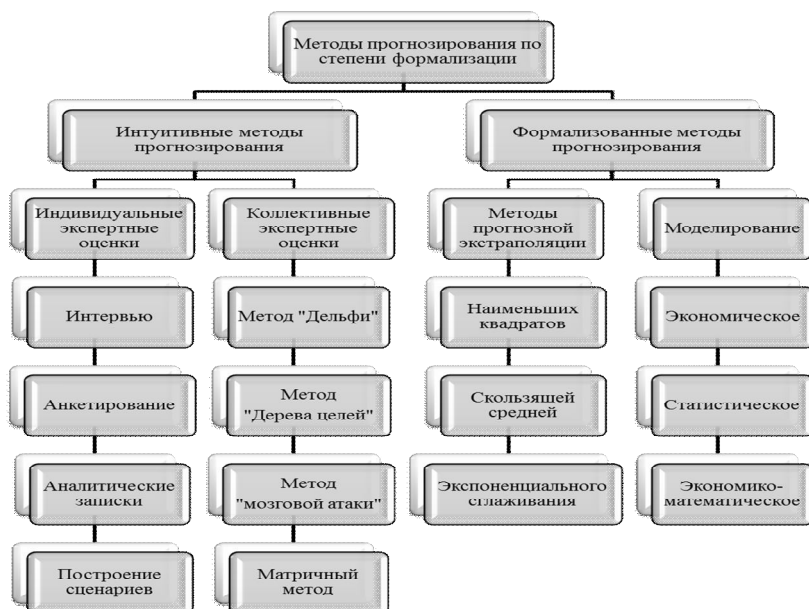 Методы прогнозирования по
степени формализации
Интуитивные методы
прогнозирования
Формализованные методы
прогнозирования
Индивидуальные
экспертные
оценки
Коллективные
экспертные
оценки
Методы
прогнозной
экстраполяции
Моделирование
Интервью
Метод "Дельфи"
Наименьших
квадратов
Экономическое
Анкетирование
Метод
"Дерева целей"
Скользяшей
средней
Статистическое
Аналитические
записки
Метод
"мозговой атаки"
Экспоненциального
сглаживания
Экономико-
математическое
Построение
сценариев
Матричный
метод